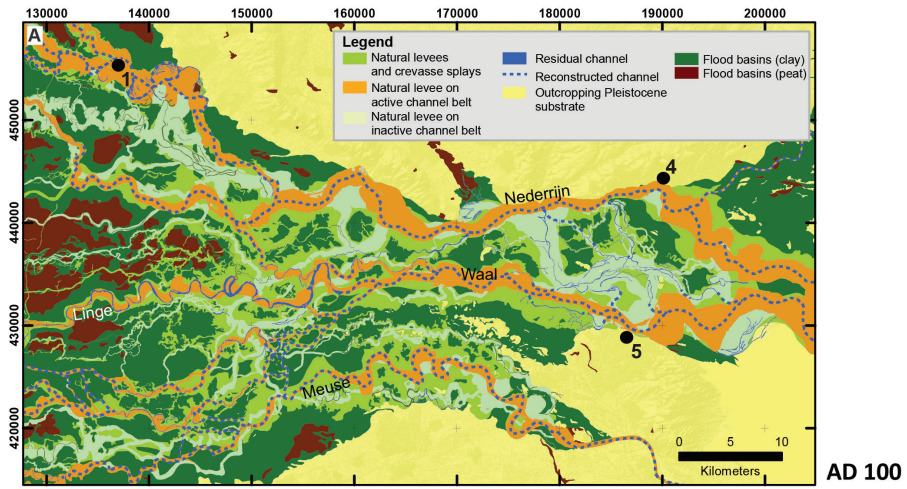 130000 140000 150000 160000 170000 180000 190000 200000
A
Legend
Natural levees
and crevasse splays
Natural levee on
active channel belt
Natural levee on
inactive channel belt
Residual channel
Reconstructed channel
Outcropping Pleistocene
substrate
Flood basins (clay)
Flood basins (peat)
1
4
Nederrijn
Waal
Linge
5
Meuse
450000
440000
430000
420000
0 5 10
Kilometers
AD 100